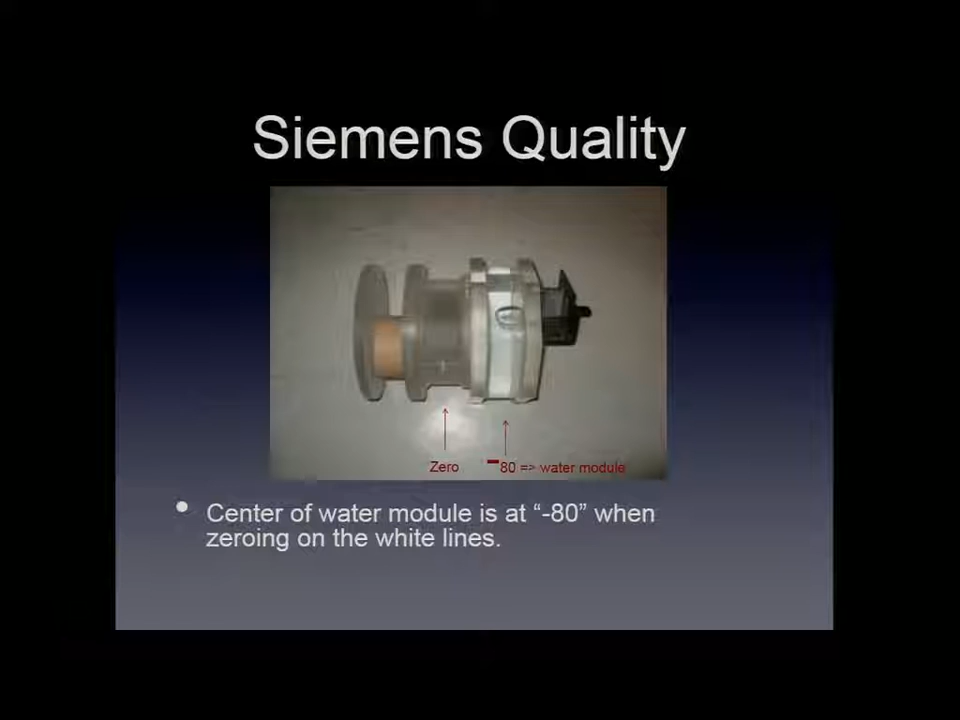 Siemens Quality
Zero
-80 => water module
• Center of water module is at “-80” when
zeroing on the white lines.